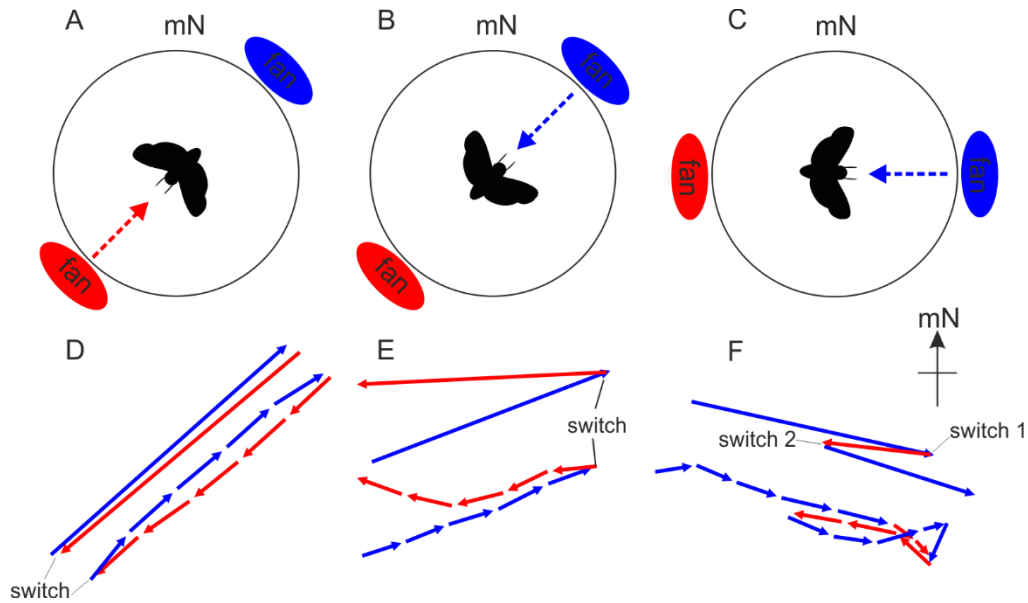 A
mN
fan
fan
B
mN
fan
fan
C
mN
fan
fan
D
switch
E
switch
F
mN
switch 1
switch 2